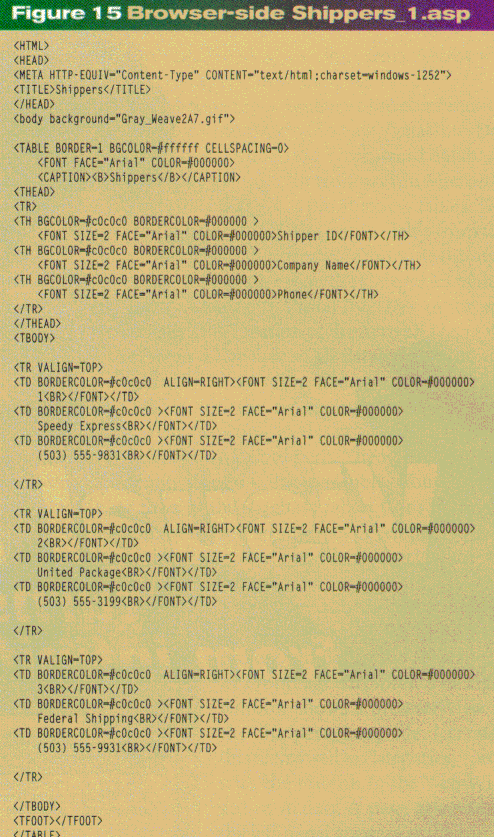 Figure 15 Browser-side Shippers_1.asp
<HTML>
<HEAD>
<META HTTP-EQUIV="Content-Type" CONTENT="text/html;charset=windows-1252">
<TITLE>Shippers</TITLE>
</HEAD>
<body background="Gray_Weave2A7.gif">
<TABLE BORDER=1 BGCOLOR=#ffffff CELLSPACING=0>
<FONT FACE="Arial" COLOR=#000000>
<CAPTION><B>Shippers</B></CAPTION>
<THEAD>
<TR>
<TH BGCOLOR=#c0c0c0 BORDERCOLOR=#000000 >
<FONT SIZE=2 FACE="Arial" COLOR=#000000>Shipper ID</FONT></TH>
<TH BGCOLOR=#c0c0c0 BORDERCOLOR=#000000 >
<FONT SIZE=2 FACE="Arial" COLOR=#000000>Company Name</FONT></TH>
<TH BGCOLOR=#c0c0c0 BORDERCOLOR=#000000 >
<FONT SIZE=2 FACE="Arial" COLOR=#000000>Phone</FONT></TH>
</TR>
</THEAD>
<TBODY>
<TR VALIGN=TOP>
<TD BORDERCOLOR=#c0c0c0  ALIGN=RIGHT><FONT SIZE=2 FACE="Arial" COLOR=#000000>
1<BR></FONT></TD>
<TD BORDERCOLOR=#c0c0c0 ><FONT SIZE=2 FACE="Arial" COLOR=#000000>
Speedy Express<BR></FONT></TD>
<TD BORDERCOLOR=#c0c0c0 ><FONT SIZE=2 FACE="Arial" COLOR=#000000>
(503) 555-9831<BR></FONT></TD>
</TR>
<TR VALIGN=TOP>
<TD BORDERCOLOR=#c0c0c0  ALIGN=RIGHT><FONT SIZE=2 FACE="Arial" COLOR=#000000>
2<BR></FONT></TD>
<TD BORDERCOLOR=#c0c0c0 ><FONT SIZE=2 FACE="Arial" COLOR=#000000>
United Package<BR></FONT></TD>
<TD BORDERCOLOR=#c0c0c0 ><FONT SIZE=2 FACE="Arial" COLOR=#000000>
(503) 555-3199<BR></FONT></TD>
</TR>
<TR VALIGN=TOP>
<TD BORDERCOLOR=#c0c0c0  ALIGN=RIGHT><FONT SIZE=2 FACE="Arial" COLOR=#000000>
3<BR></FONT></TD>
<TD BORDERCOLOR=#c0c0c0 ><FONT SIZE=2 FACE="Arial" COLOR=#000000>
Federal Shipping<BR></FONT></TD>
<TD BORDERCOLOR=#c0c0c0 ><FONT SIZE=2 FACE="Arial" COLOR=#000000>
(503) 555-9931<BR></FONT></TD>
</TR>
</TBODY>
<TFOOT></TFOOT>
</TABLE>